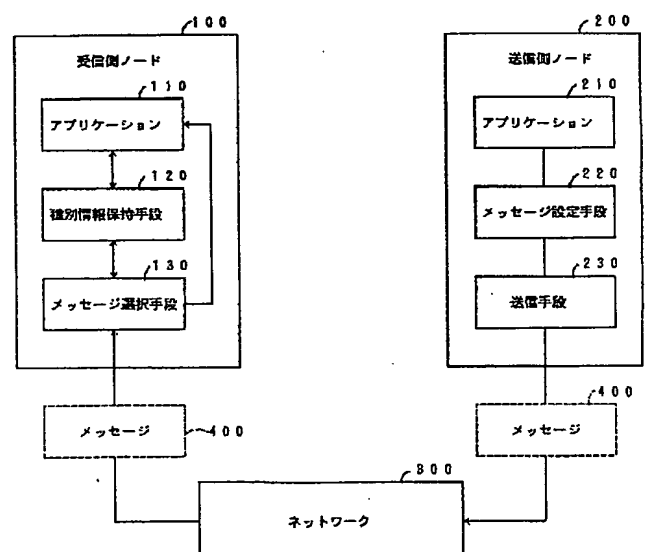 100
受信側ノード
110
アプリケーション
120
種別情報保持手段
130
メッセージ選択手段
メッセージ
400
200
送信側ノード
210
アプリケーション
220
メッセージ設定手段
230
送信手段
400
メッセージ
300
ネットワーク